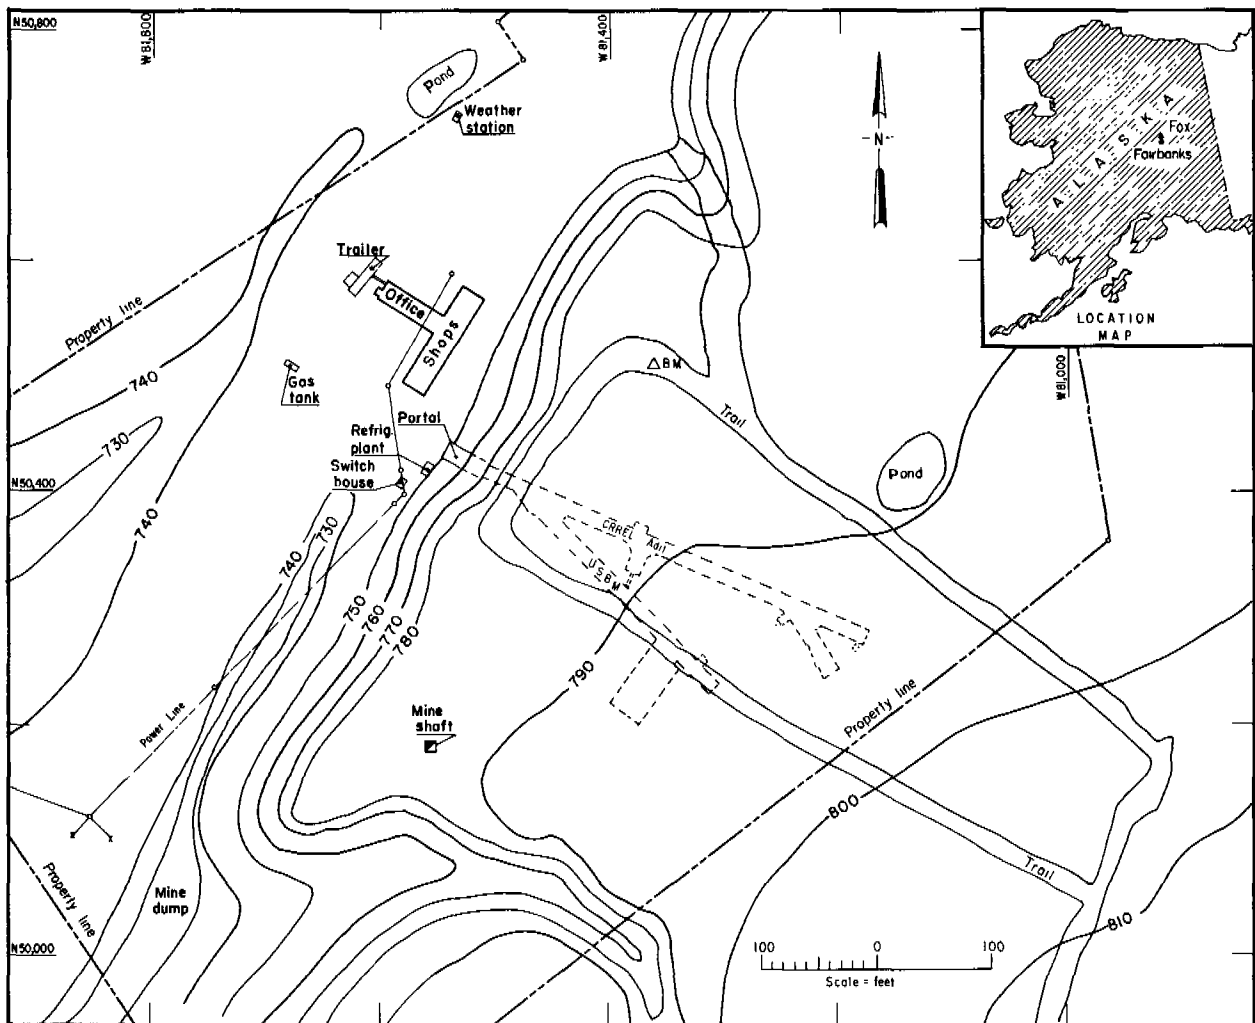 N50,800
W81,800
W81,400
Pond
Weather
station
N
ALASKA
Fox
Fairbanks
LOCATION
MAP
Trailer
Office
Shops
Property line
740
Gas
tank
BM
W81,000
730
Portal
Refrig.
plant
Switch
house
Trail
Pond
N50,400
740
740
730
CRREL Adit
USBM
750
760
770
780
790
Property line
Power Line
Mine
shaft
800
Property line
Mine
dump
Trail
810
N50,000
100 0 100
Scale = feet